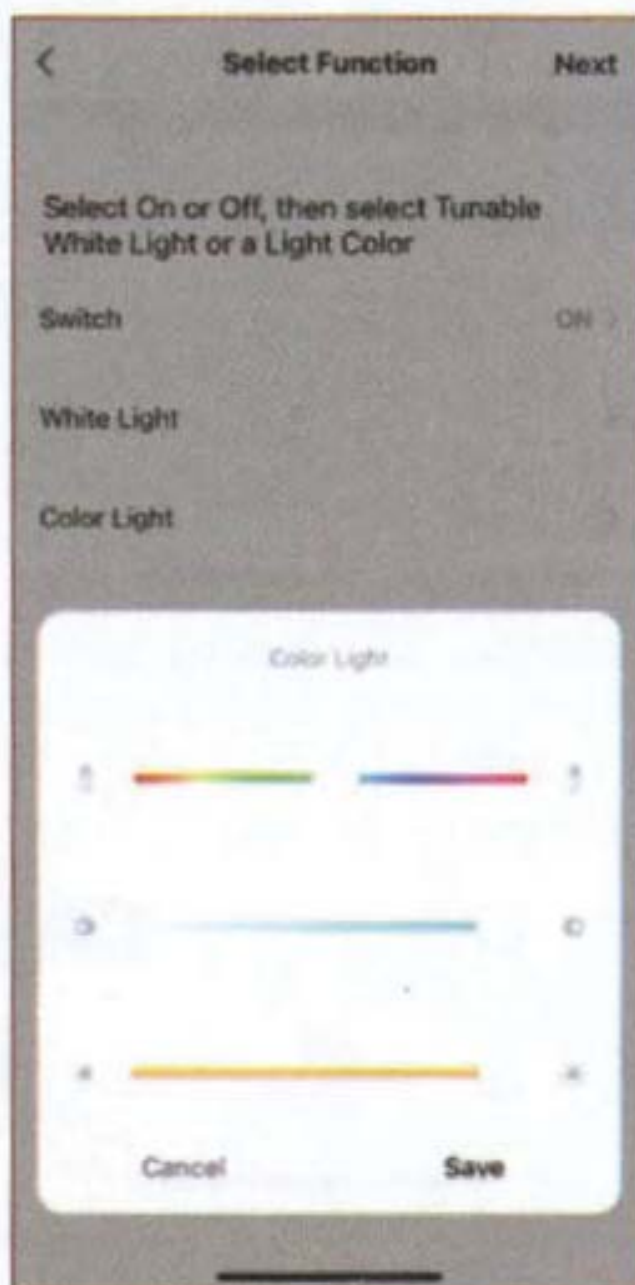 Select Function
Next
Select On or Off, then select Tunable
White Light or a Light Color
Switch
ON
White Light
Color Light
Color Light
Cancel
Save